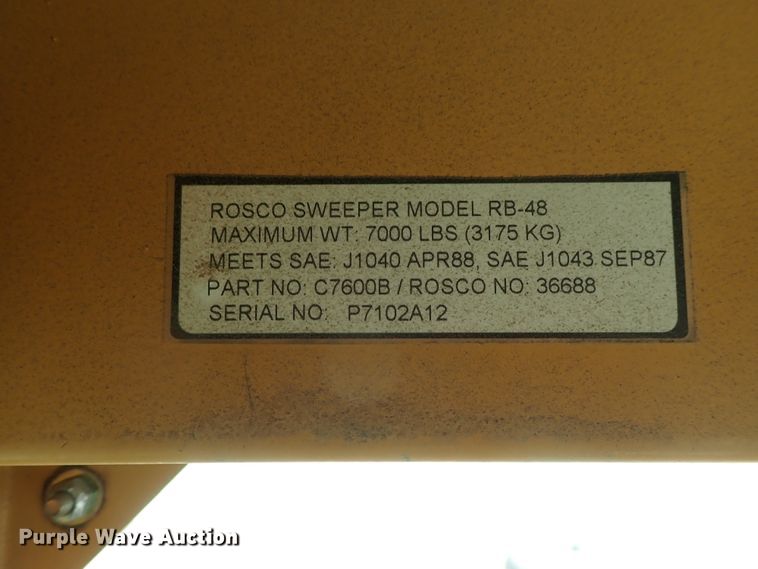 ROSCO SWEEPER MODEL RB-48
MAXIMUM WT: 7000 LBS (3175 KG)
MEETS SAE: J1040 APR88, SAE J1043 SEP87
PART NO: C7600B / ROSCO NO: 36688
SERIAL NO: P7102A12
Purple Wave Auction